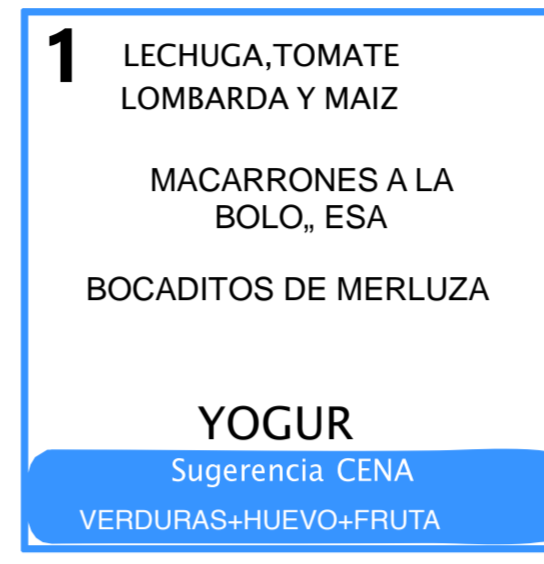 1
LECHUGA,TOMATE
LOMBARDA Y MAIZ
MACARRONES A LA
BOLO„ ESA
BOCADITOS DE MERLUZA
YOGUR
Sugerencia CENA
VERDURAS+HUEVO+FRUTA